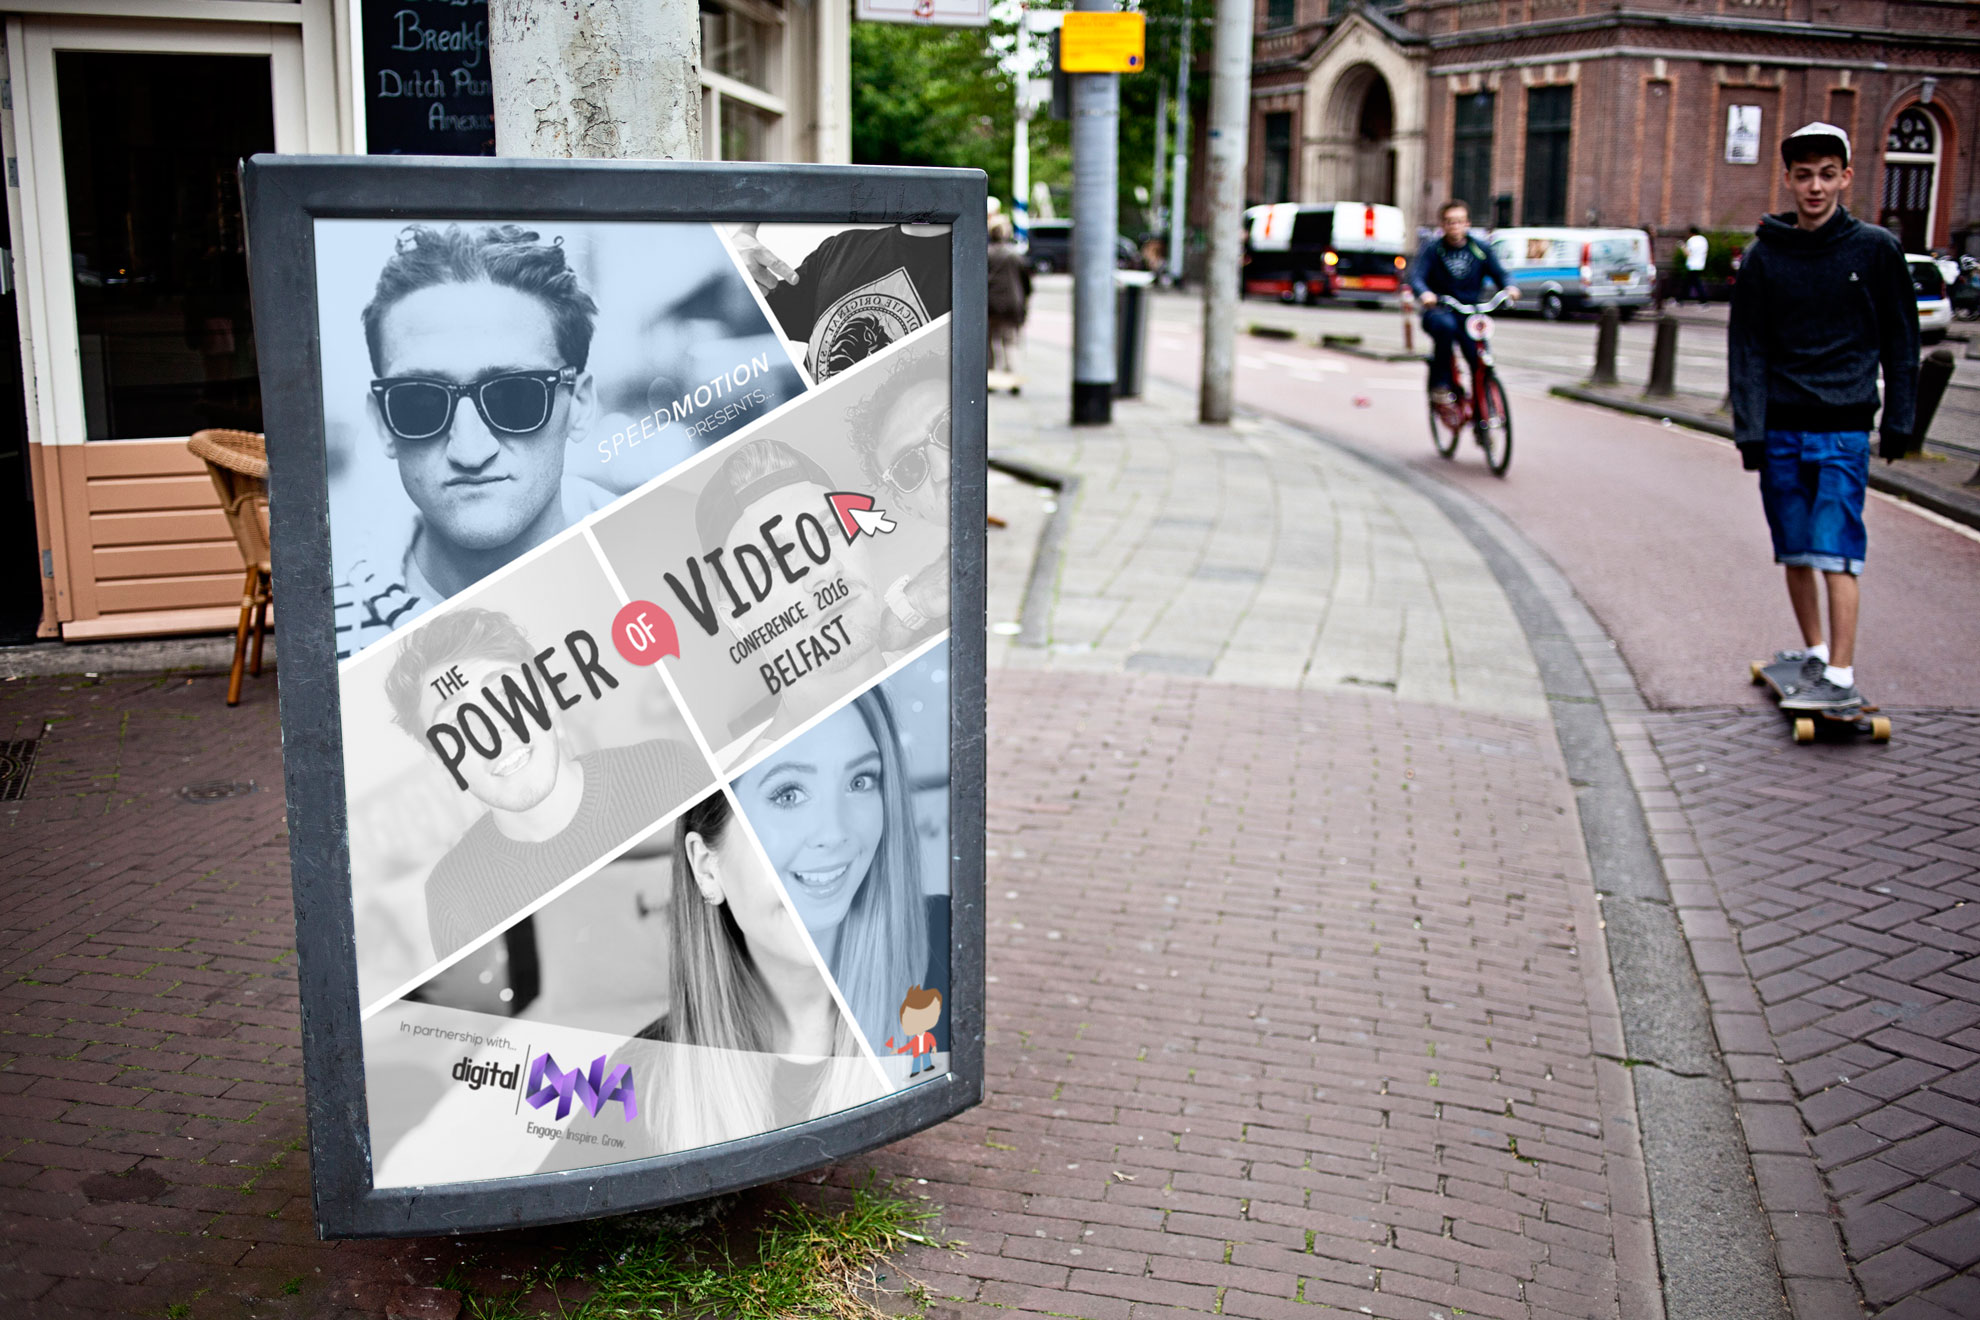 Breakf
Dutch Pan
Americ
SPEEDMOTION
PRESENTS...
THE
POWER OF VIDEO
CONFERENCE 2016
BELFAST
In partnership with...
digital DNA
Engage. Inspire. Grow.